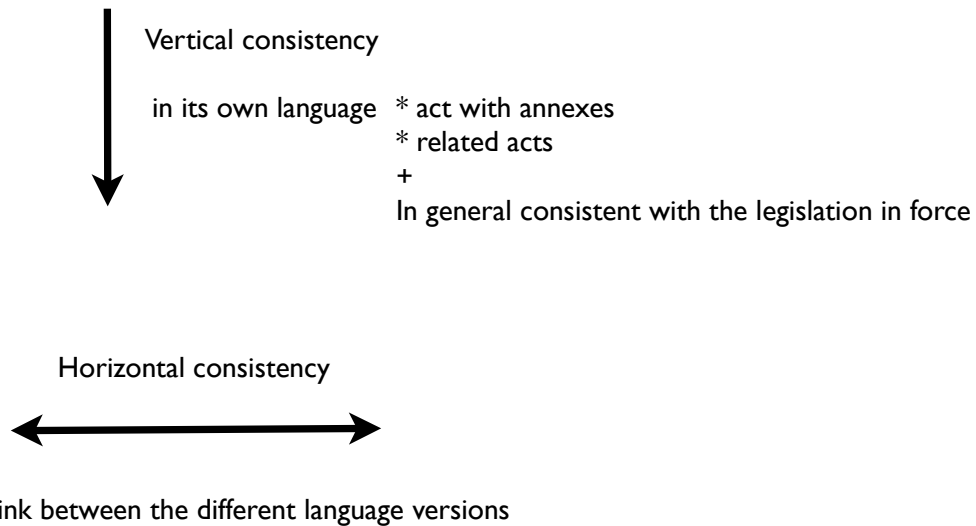 Vertical consistency
in its own language * act with annexes
* related acts
+
In general consistent with the legislation in force
Horizontal consistency
ink between the different language versions